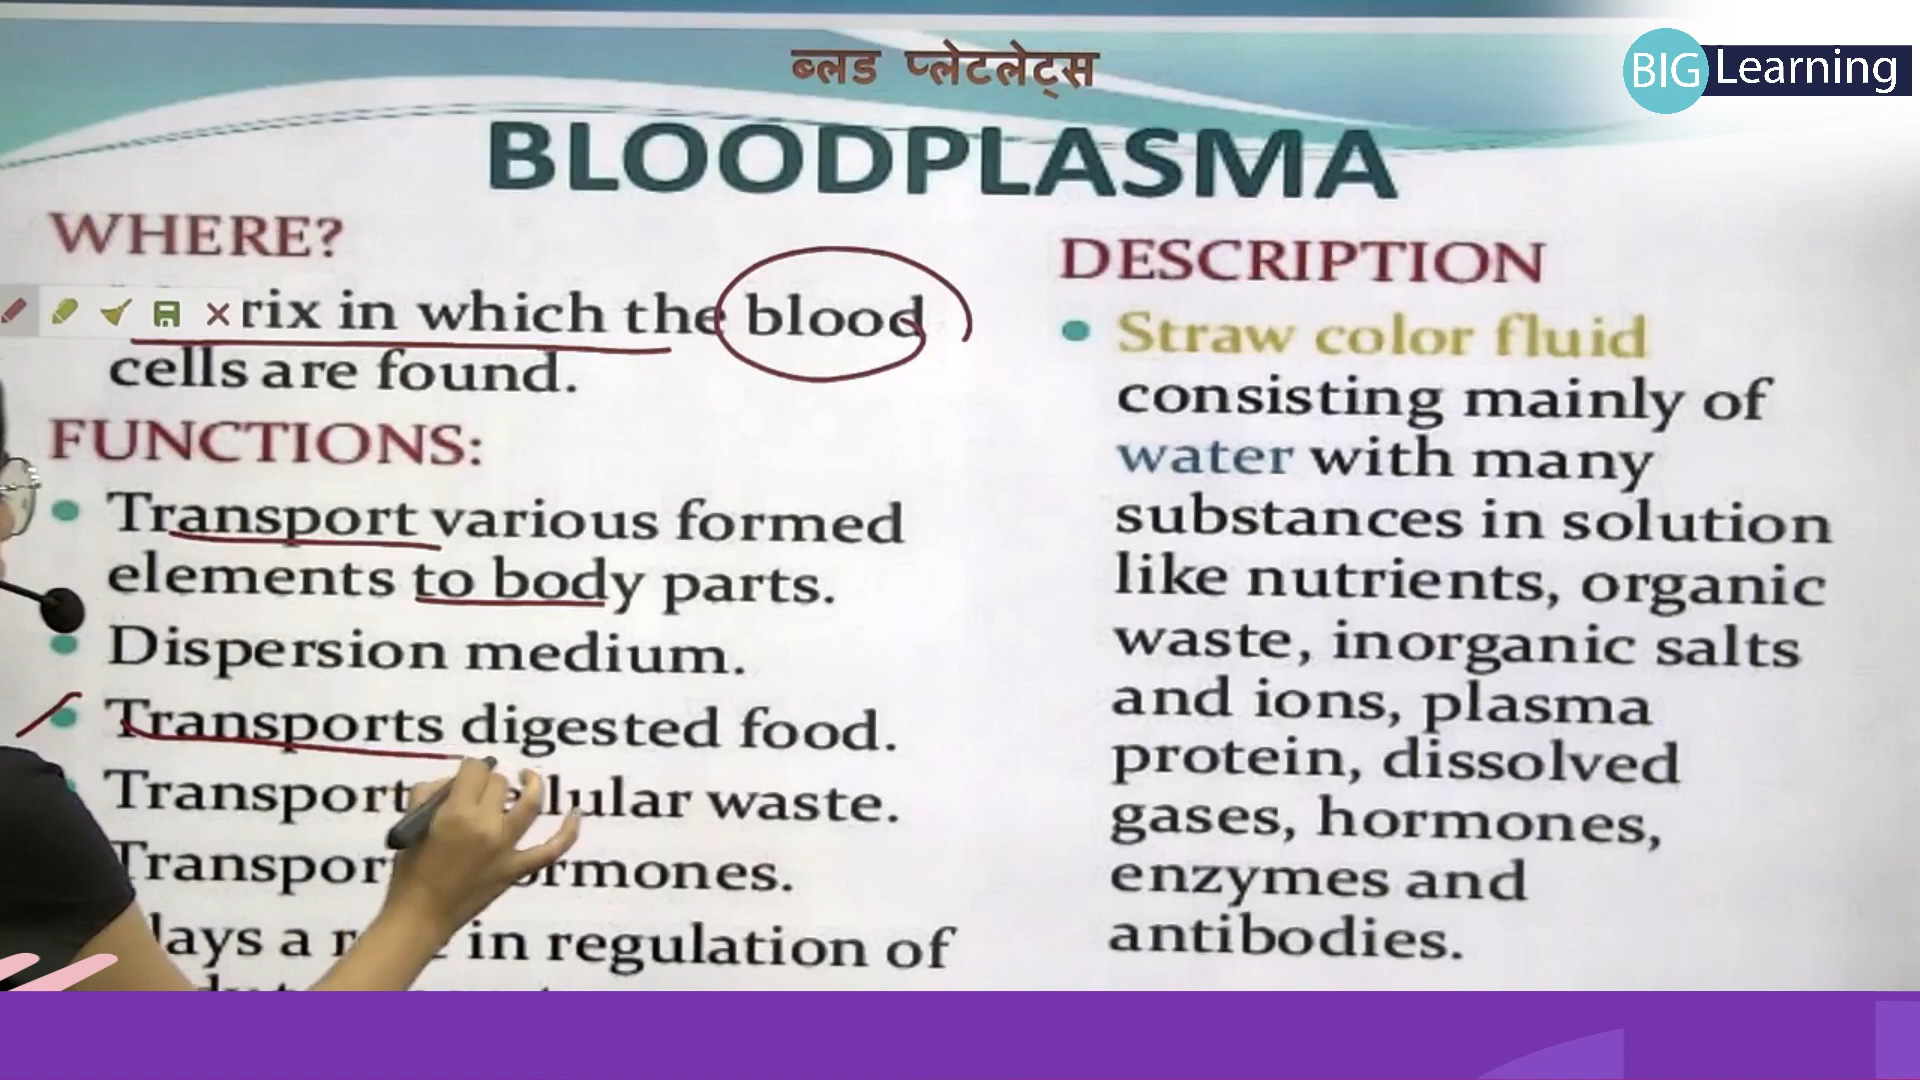 ब्लड प्लेटलेट्स
BIG Learning
BLOODPLASMA
WHERE?
rix in which the blood
cells are found.
FUNCTIONS:
Transport various formed
elements to body parts.
Dispersion medium.
Transports digested food.
Transport llular waste.
Transpor rmones.
lays a r in regulation of
DESCRIPTION
Straw color fluid
consisting mainly of
water with many
substances in solution
like nutrients, organic
waste, inorganic salts
and ions, plasma
protein, dissolved
gases, hormones,
enzymes and
antibodies.